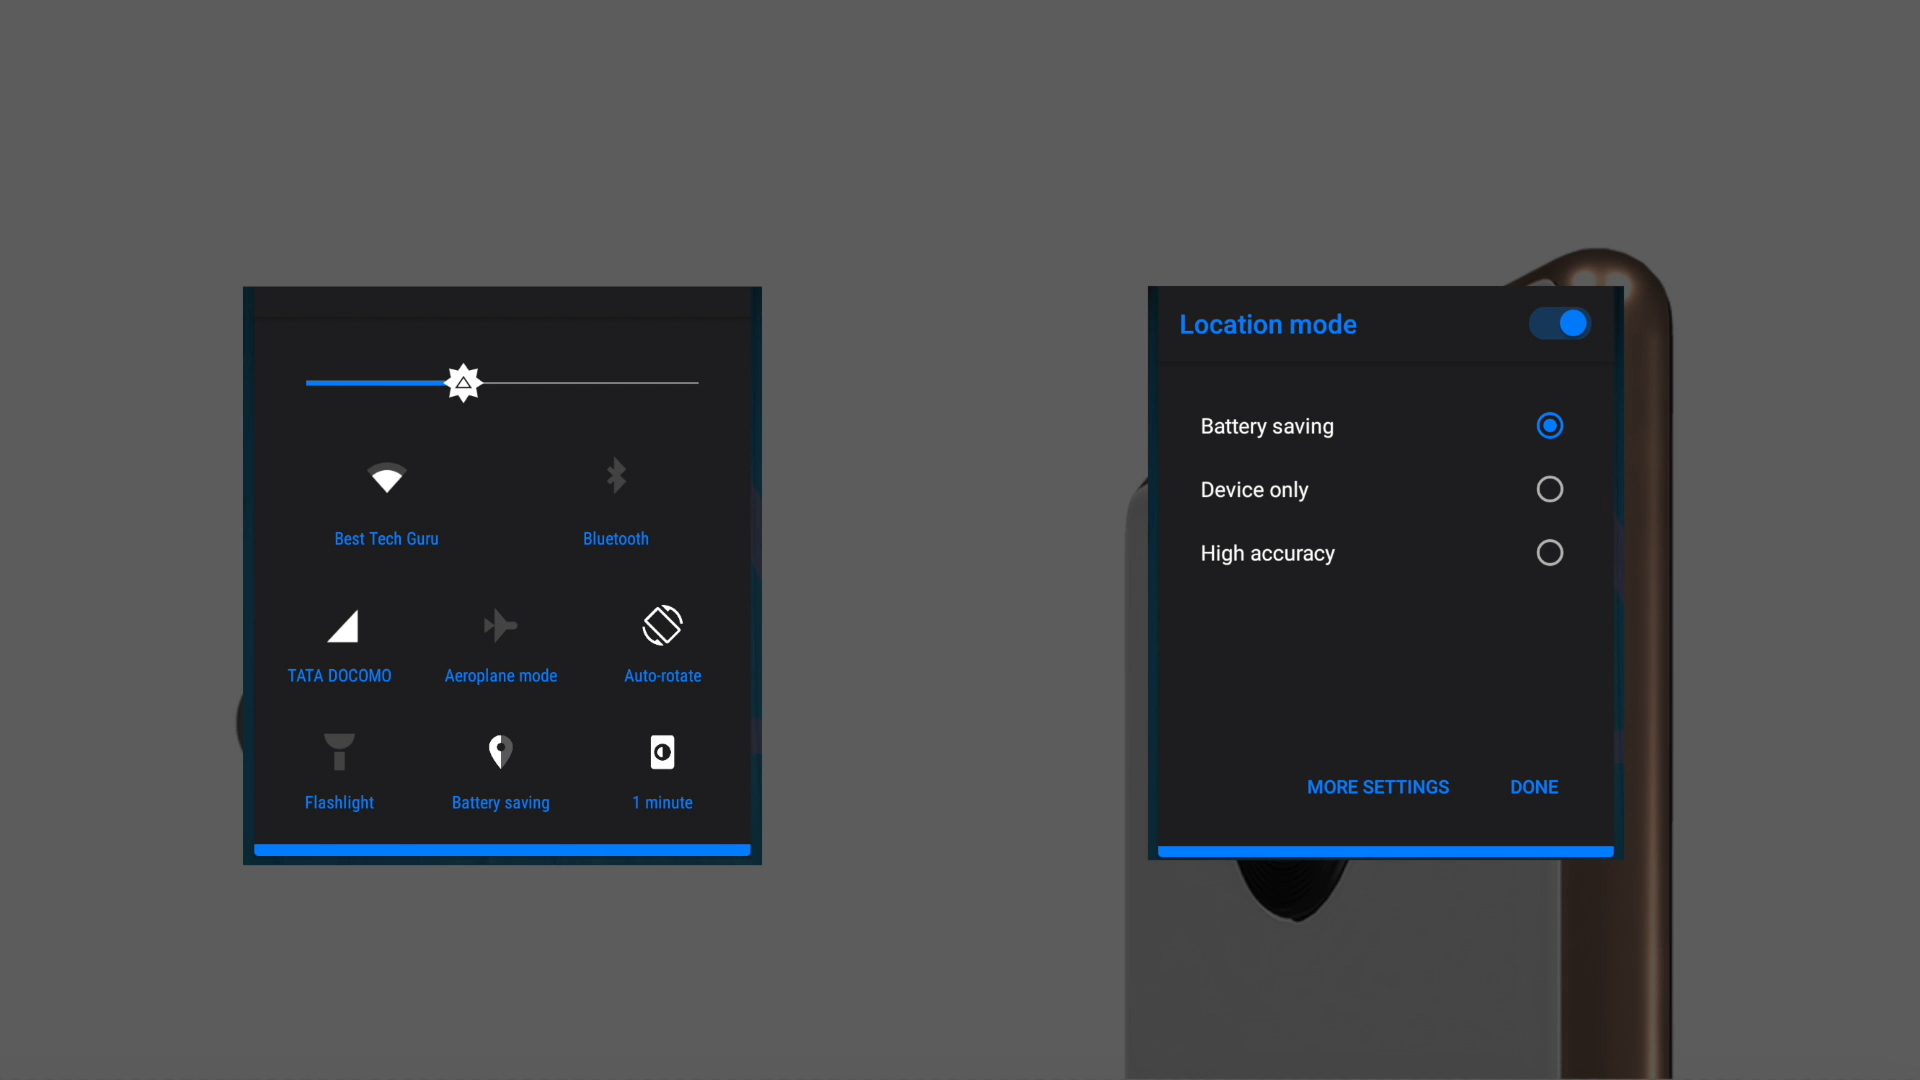 Best Tech Guru
Bluetooth
TATA DOCOMO
Aeroplane mode
Auto-rotate
Flashlight
Battery saving
1 minute
Location mode
Battery saving
Device only
High accuracy
MORE SETTINGS
DONE